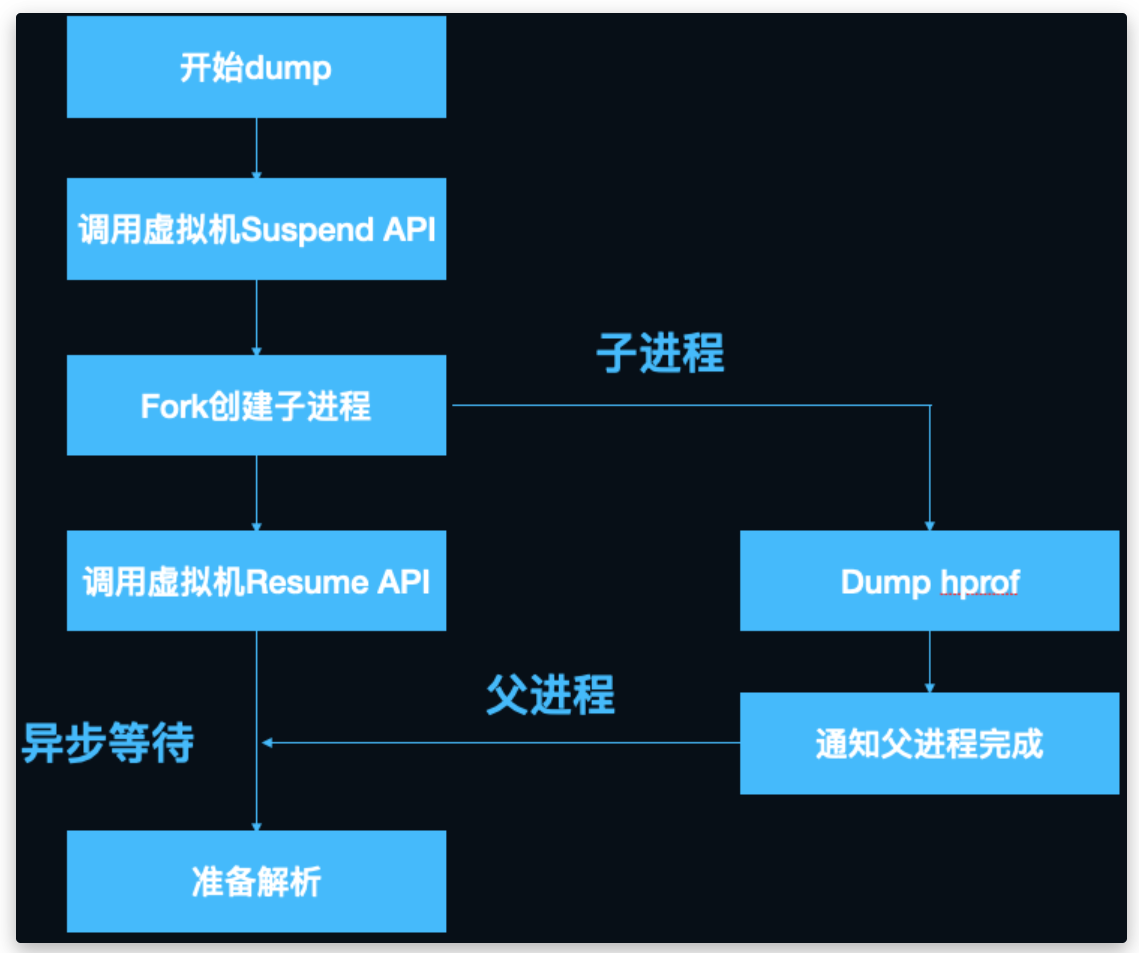 开始dump
调用虚拟机Suspend API
子进程
Fork创建子进程
调用虚拟机Resume API
Dump hprof
父进程
异步等待
通知父进程完成
准备解析